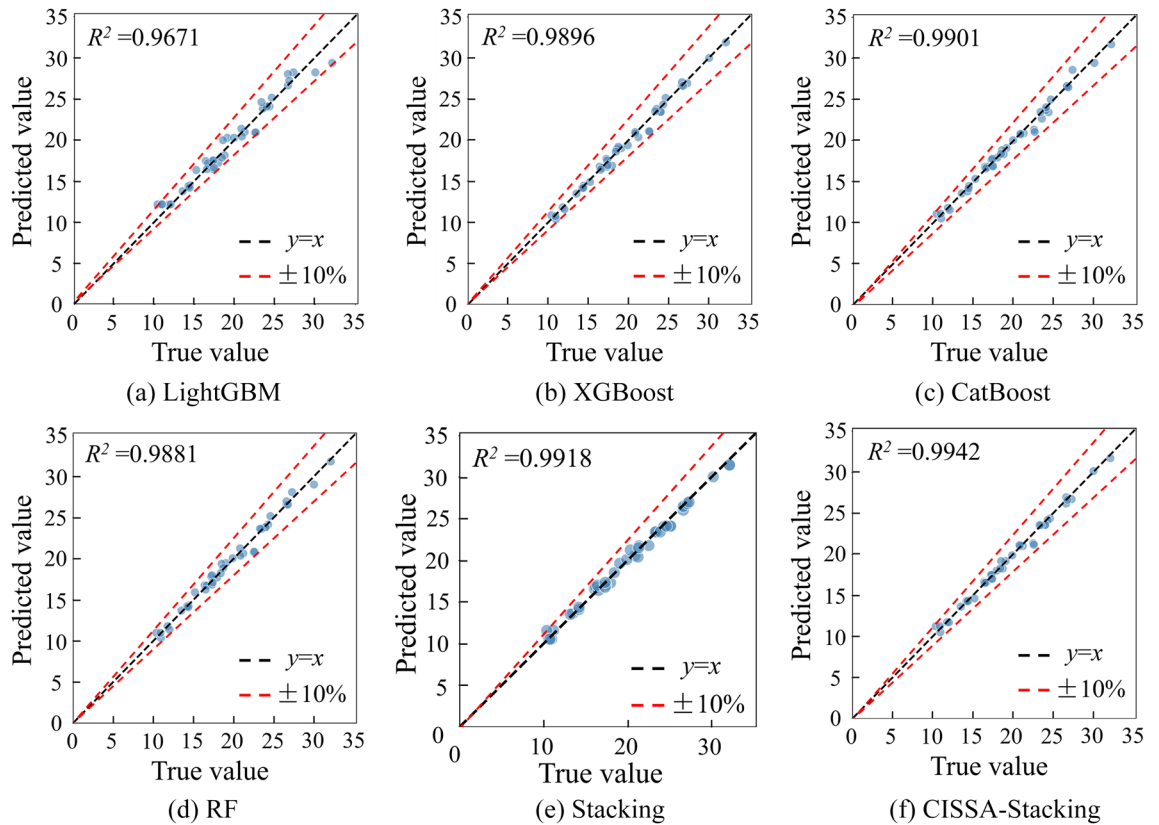 R² =0.9671
Predicted value
35
30
25
20
15
10
5
0
y=x
±10%
0 5 10 15 20 25 30 35
True value
(a) LightGBM
R² =0.9896
Predicted value
35
30
25
20
15
10
5
0
y=x
±10%
0 5 10 15 20 25 30 35
True value
(b) XGBoost
R² =0.9901
Predicted value
35
30
25
20
15
10
5
0
y=x
±10%
0 5 10 15 20 25 30 35
True value
(c) CatBoost
R² =0.9881
Predicted value
35
30
25
20
15
10
5
0
y=x
±10%
0 5 10 15 20 25 30 35
True value
(d) RF
R² =0.9918
Predicted value
35
30
25
20
15
10
5
0
y=x
±10%
0 10 20 30
True value
(e) Stacking
R² =0.9942
Predicted value
35
30
25
20
15
10
5
0
y=x
±10%
0 5 10 15 20 25 30 35
True value
(f) CISSA-Stacking